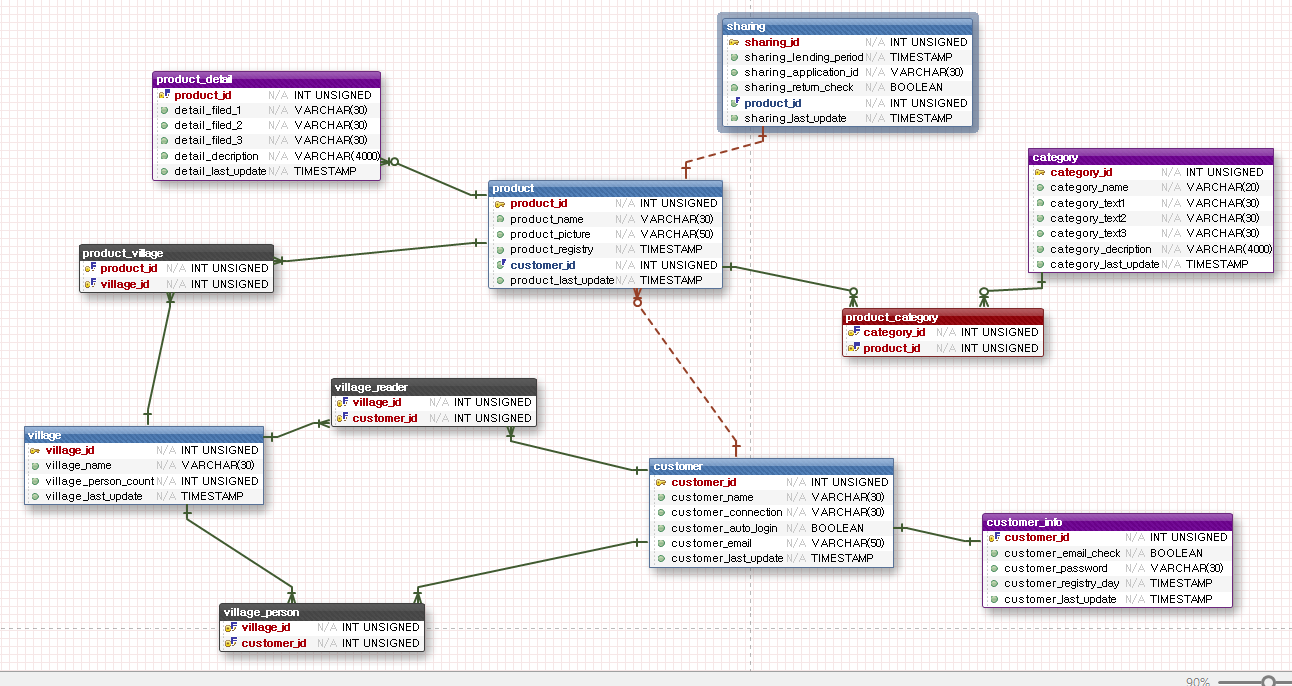 sharing
sharing_id N/A INT UNSIGNED
sharing_lending_period N/A TIMESTAMP
sharing_application_id N/A VARCHAR(30)
sharing_return_check N/A BOOLEAN
product_id N/A INT UNSIGNED
sharing_last_update N/A TIMESTAMP
product_detail
product_id N/A INT UNSIGNED
detail_filed_1 N/A VARCHAR(30)
detail_filed_2 N/A VARCHAR(30)
detail_filed_3 N/A VARCHAR(30)
detail_decription N/A VARCHAR(4000)
detail_last_update N/A TIMESTAMP
category
category_id N/A INT UNSIGNED
category_name N/A VARCHAR(20)
category_text1 N/A VARCHAR(30)
category_text2 N/A VARCHAR(30)
category_text3 N/A VARCHAR(30)
category_decription N/A VARCHAR(4000)
category_last_update N/A TIMESTAMP
product
product_id N/A INT UNSIGNED
product_name N/A VARCHAR(30)
product_picture N/A VARCHAR(50)
product_registry N/A TIMESTAMP
customer_id N/A INT UNSIGNED
product_last_update N/A TIMESTAMP
product_village
product_id N/A INT UNSIGNED
village_id N/A INT UNSIGNED
product_category
category_id N/A INT UNSIGNED
product_id N/A INT UNSIGNED
village_reader
village_id N/A INT UNSIGNED
customer_id N/A INT UNSIGNED
village
village_id N/A INT UNSIGNED
village_name N/A VARCHAR(30)
village_person_count N/A INT UNSIGNED
village_last_update N/A TIMESTAMP
customer
customer_id N/A INT UNSIGNED
customer_name N/A VARCHAR(30)
customer_connection N/A VARCHAR(30)
customer_auto_login N/A BOOLEAN
customer_email N/A VARCHAR(50)
customer_last_update N/A TIMESTAMP
customer_info
customer_id N/A INT UNSIGNED
customer_email_check N/A BOOLEAN
customer_password N/A VARCHAR(30)
customer_registry_day N/A TIMESTAMP
customer_last_update N/A TIMESTAMP
village_person
village_id N/A INT UNSIGNED
customer_id N/A INT UNSIGNED
90%